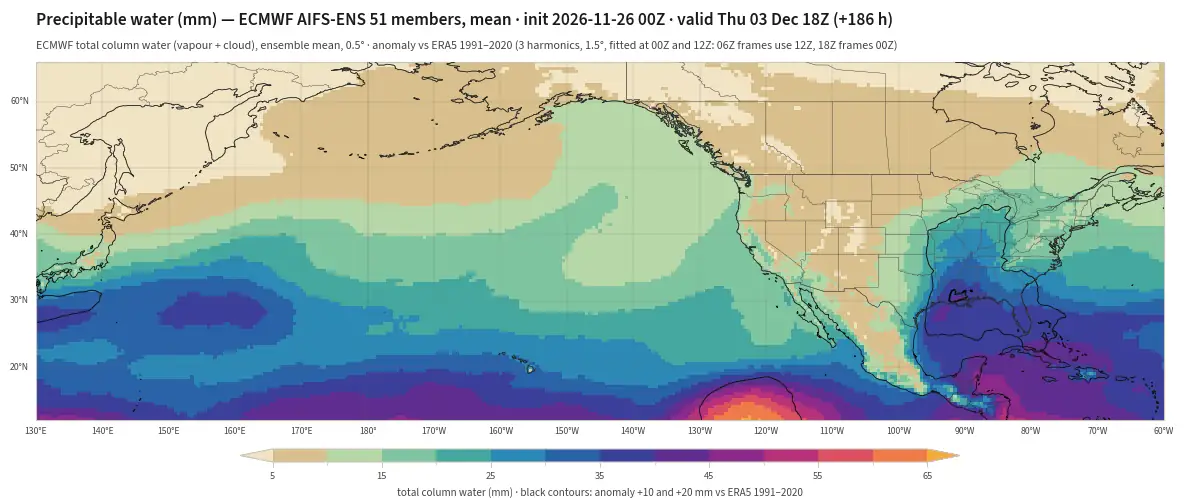 Precipitable water (mm) — ECMWF AIFS-ENS 51 members, mean · init 2026-11-26 00Z · valid Thu 03 Dec 18Z (+186 h)
ECMWF total column water (vapour + cloud), ensemble mean, 0.5° · anomaly vs ERA5 1991–2020 (3 harmonics, 1.5°, fitted at 00Z and 12Z: 06Z frames use 12Z, 18Z frames 00Z)
60°N
50°N
40°N
30°N
20°N
130°E 140°E 150°E 160°E 170°E 180° 170°W 160°W 150°W 140°W 130°W 120°W 110°W 100°W 90°W 80°W 70°W 60°W
5 15 25 35 45 55 65
total column water (mm) · black contours: anomaly +10 and +20 mm vs ERA5 1991–2020